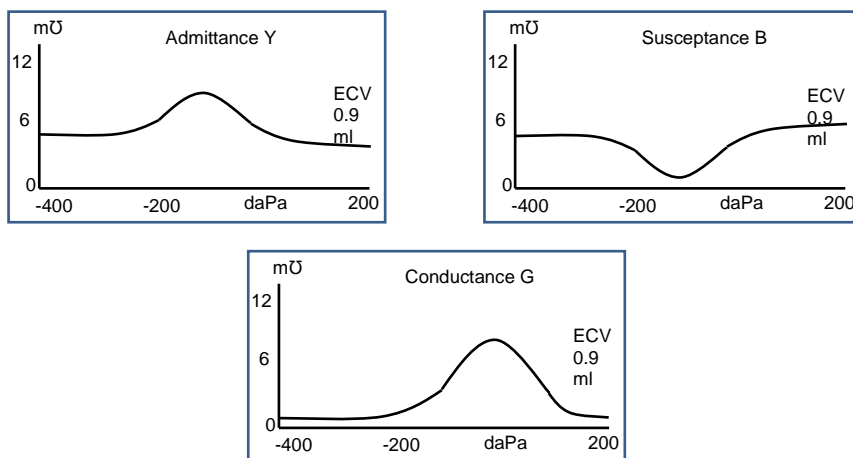 m℧
Admittance Y
12
6
0
ECV
0.9
ml
-400
-200
daPa
200
m℧
Susceptance B
12
6
0
ECV
0.9
ml
-400
-200
daPa
200
m℧
Conductance G
12
6
0
ECV
0.9
ml
-400
-200
daPa
200